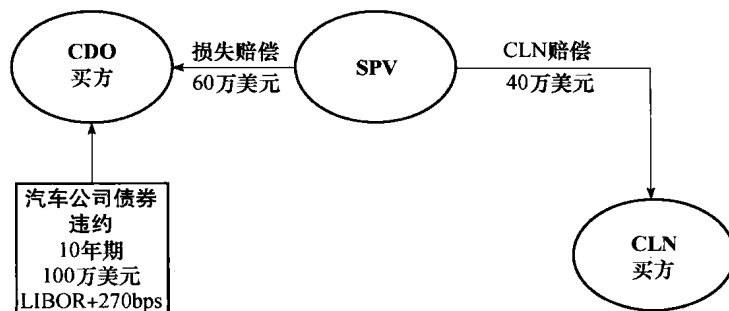 CDO
买方
损失赔偿
60万美元
SPV
CLN赔偿
40万美元
汽车公司债券
违约
10年期
100万美元
LIBOR+270bps
CLN
买方